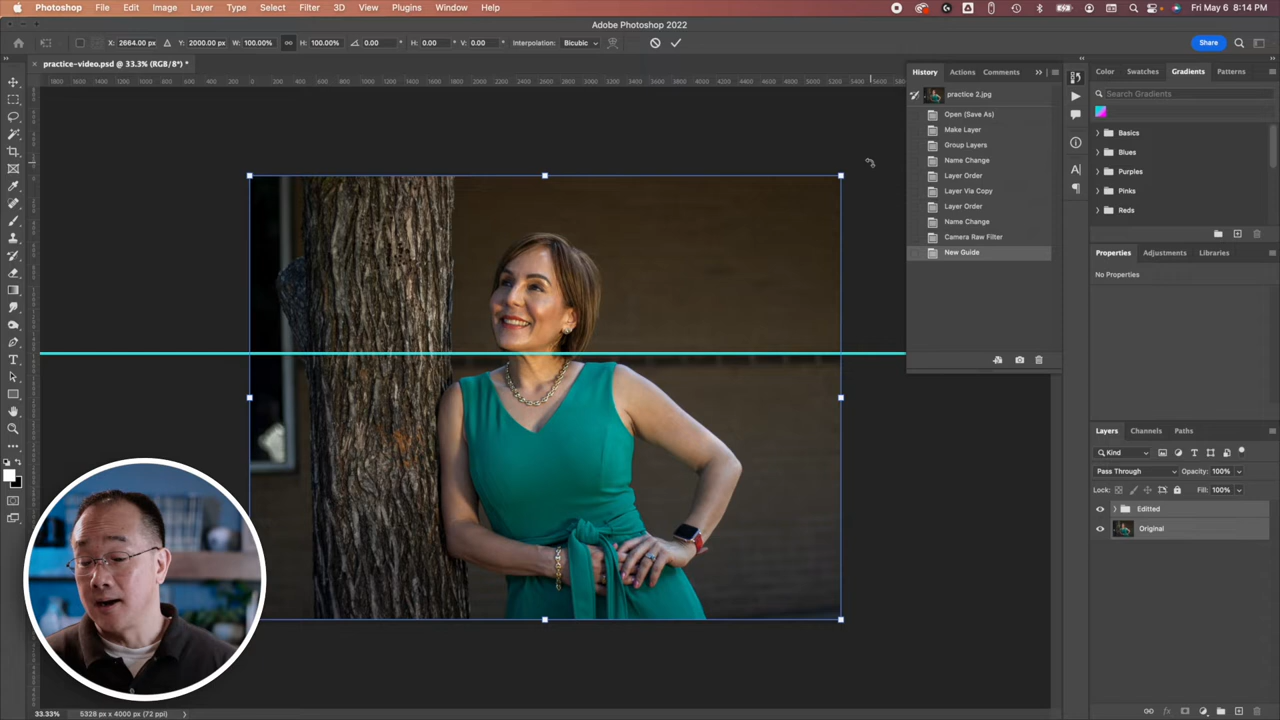 Photoshop File Edit Image Layer Type Select Filter 3D View Plugins Window Help Fri May 6 8:14 PM
Adobe Photoshop 2022
X: 2664.00 px Y: 2000.00 px W: 100.00% H: 100.00% 0.00 ° H: 0.00 ° V: 0.00 ° Interpolation: Bicubic Share
practice-video.psd @ 33.3% (RGB/8*) *
History Actions Comments
Color Swatches Gradients Patterns
practice 2.jpg
Search Gradients
Open (Save As)
Make Layer
Group Layers
Name Change
Layer Order
Layer Via Copy
Layer Order
Name Change
Camera Raw Filter
New Guide
Basics
Blues
Purples
Pinks
Reds
Properties Adjustments Libraries
No Properties
Layers Channels Paths
Kind
Pass Through Opacity: 100%
Lock: Fill: 100%
Editted
Original
33.33% 5328 px x 4000 px (72 ppi)